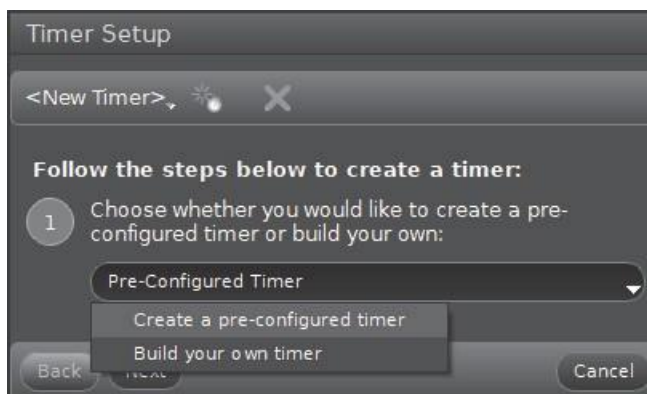 Timer Setup
<New Timer>
Follow the steps below to create a timer:
1
Choose whether you would like to create a pre-
configured timer or build your own:
Pre-Configured Timer
Create a pre-configured timer
Build your own timer
Back
Next
Cancel